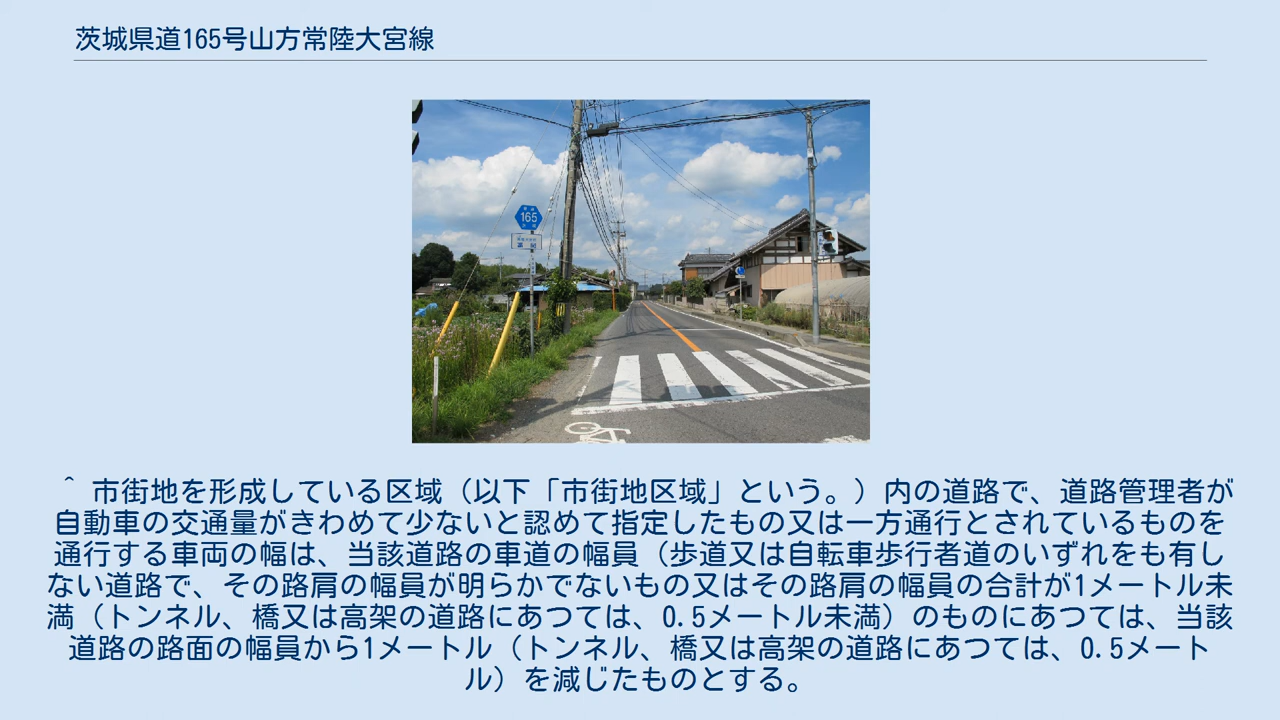 茨城県道165号山方常陸大宮線
165
^ 市街地を形成している区域（以下「市街地区域」という。）内の道路で、道路管理者が
自動車の交通量がきわめて少ないと認めて指定したもの又は一方通行とされているものを
通行する車両の幅は、当該道路の車道の幅員（歩道又は自転車歩行者道のいずれをも有し
ない道路で、その路肩の幅員が明らかでないもの又はその路肩の幅員の合計が1メートル未
満（トンネル、橋又は高架の道路にあつては、0.5メートル未満）のものにあつては、当該
道路の路面の幅員から1メートル（トンネル、橋又は高架の道路にあつては、0.5メート
ル）を減じたものとする。